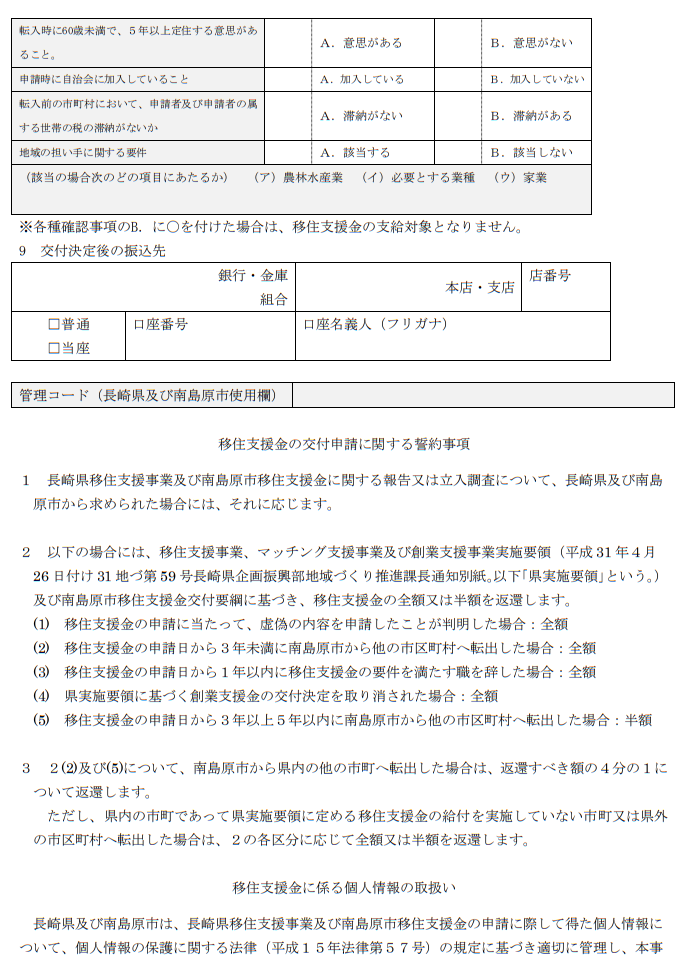 転入時に60歳未満で、５年以上定住する意思があ
ること。
Ａ．意思がある
Ｂ．意思がない
申請時に自治会に加入していること
Ａ．加入している
Ｂ．加入していない
転入前の市町村において、申請者及び申請者の属
する世帯の税の滞納がないか
Ａ．滞納がない
Ｂ．滞納がある
地域の担い手に関する要件
Ａ．該当する
Ｂ．該当しない
（該当の場合次のどの項目にあたるか）　（ア）農林水産業　（イ）必要とする業種　（ウ）家業
※各種確認事項のB．に〇を付けた場合は、移住支援金の支給対象となりません。
９　交付決定後の振込先
銀行・金庫
組合
本店・支店
店番号
□普通
□当座
口座番号
口座名義人（フリガナ）
管理コード（長崎県及び南島原市使用欄）
移住支援金の交付申請に関する誓約事項
１　長崎県移住支援事業及び南島原市移住支援金に関する報告又は立入調査について、長崎県及び南島
原市から求められた場合には、それに応じます。
２　以下の場合には、移住支援事業、マッチング支援事業及び創業支援事業実施要領（平成 31 年４月
26 日付け 31 地づ第 59 号長崎県企画振興部地域づくり推進課長通知別紙。以下「県実施要領」という。）
及び南島原市移住支援金交付要綱に基づき、移住支援金の全額又は半額を返還します。
(1)　移住支援金の申請に当たって、虚偽の内容を申請したことが判明した場合：全額
(2)　移住支援金の申請日から３年未満に南島原市から他の市区町村へ転出した場合：全額
(3)　移住支援金の申請日から１年以内に移住支援金の要件を満たす職を辞した場合：全額
(4)　県実施要領に基づく創業支援金の交付決定を取り消された場合：全額
(5)　移住支援金の申請日から３年以上５年以内に南島原市から他の市区町村へ転出した場合：半額
３　２(2)及び(5)について、南島原市から県内の他の市町へ転出した場合は、返還すべき額の４分の１に
ついて返還します。
ただし、県内の市町であって県実施要領に定める移住支援金の給付を実施していない市町又は県外
の市区町村へ転出した場合は、２の各区分に応じて全額又は半額を返還します。
移住支援金に係る個人情報の取扱い
長崎県及び南島原市は、長崎県移住支援事業及び南島原市移住支援金の申請に際して得た個人情報に
ついて、個人情報の保護に関する法律（平成１５年法律第５７号）の規定に基づき適切に管理し、本事